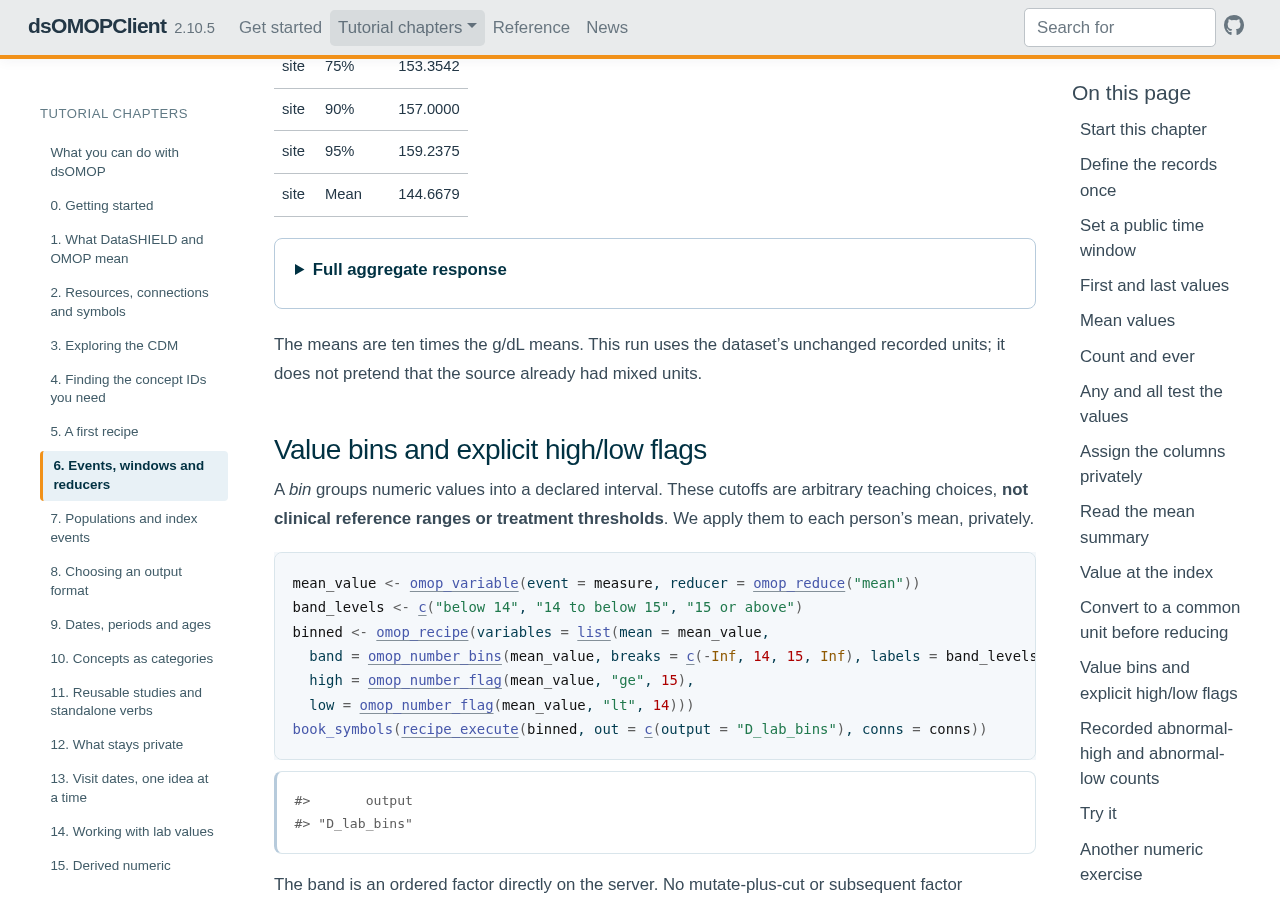 dsOMOPClient 2.10.5 Get started Tutorial chapters Reference News Search for
TUTORIAL CHAPTERS
What you can do with
dsOMOP
0. Getting started
1. What DataSHIELD and
OMOP mean
2. Resources, connections
and symbols
3. Exploring the CDM
4. Finding the concept IDs
you need
5. A first recipe
6. Events, windows and
reducers
7. Populations and index
events
8. Choosing an output
format
9. Dates, periods and ages
10. Concepts as categories
11. Reusable studies and
standalone verbs
12. What stays private
13. Visit dates, one idea at
a time
14. Working with lab values
15. Derived numeric
site 75% 153.3542
site 90% 157.0000
site 95% 159.2375
site Mean 144.6679
Full aggregate response
The means are ten times the g/dL means. This run uses the dataset’s unchanged recorded units; it
does not pretend that the source already had mixed units.
Value bins and explicit high/low flags
A bin groups numeric values into a declared interval. These cutoffs are arbitrary teaching choices, not
clinical reference ranges or treatment thresholds. We apply them to each person’s mean, privately.
mean_value <- omop_variable(event = measure, reducer = omop_reduce("mean"))
band_levels <- c("below 14", "14 to below 15", "15 or above")
binned <- omop_recipe(variables = list(mean = mean_value,
  band = omop_number_bins(mean_value, breaks = c(-Inf, 14, 15, Inf), labels = band_levels
  high = omop_number_flag(mean_value, "ge", 15),
  low = omop_number_flag(mean_value, "lt", 14)))
book_symbols(recipe_execute(binned, out = c(output = "D_lab_bins"), conns = conns))
#>       output
#> "D_lab_bins"
The band is an ordered factor directly on the server. No mutate-plus-cut or subsequent factor
On this page
Start this chapter
Define the records
once
Set a public time
window
First and last values
Mean values
Count and ever
Any and all test the
values
Assign the columns
privately
Read the mean
summary
Value at the index
Convert to a common
unit before reducing
Value bins and
explicit high/low flags
Recorded abnormal-
high and abnormal-
low counts
Try it
Another numeric
exercise